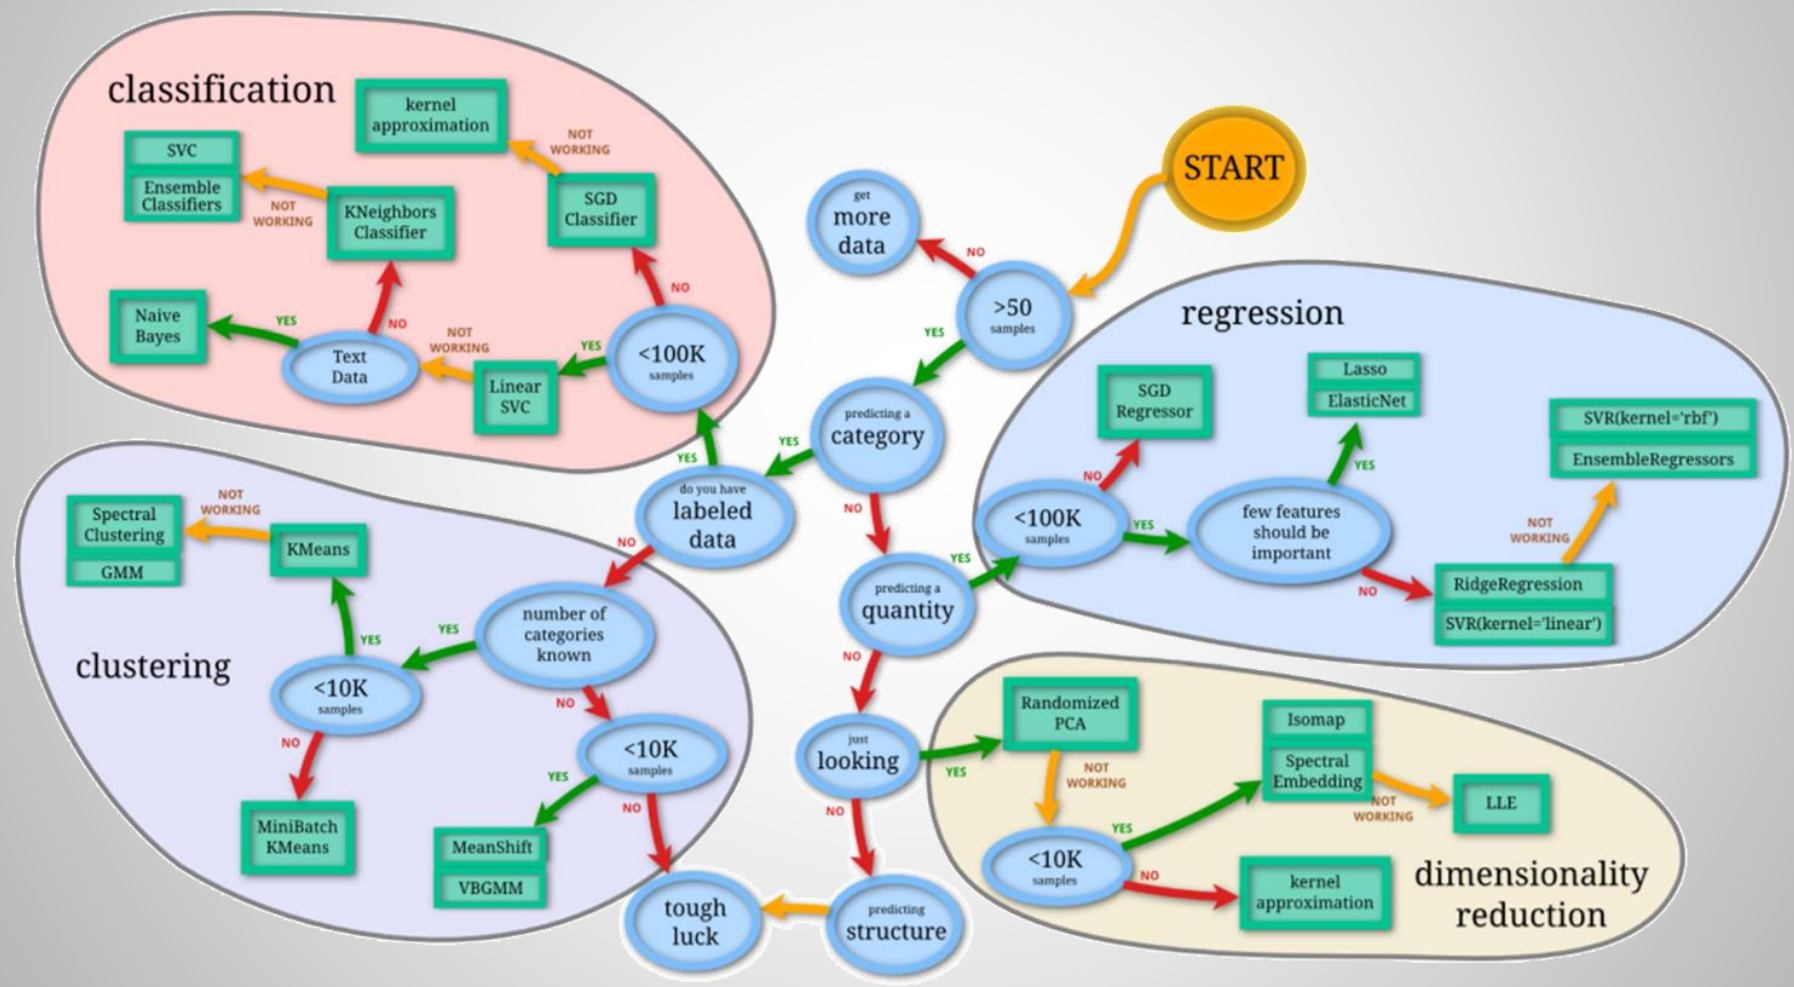 classification
kernel
approximation
NOT
WORKING
SVC
Ensemble
Classifiers
NOT
WORKING
KNeighbors
Classifier
SGD
Classifier
Naive
Bayes
YES
NO
Text
Data
NOT
WORKING
Linear
SVC
YES
NO
<100K
samples
YES
START
get
more
data
NO
>50
samples
YES
predicting a
category
YES
NO
do you have
labeled
data
NO
predicting a
quantity
YES
NO
just
looking
YES
NO
predicting
structure
tough
luck
regression
SGD
Regressor
NO
<100K
samples
YES
few features
should be
important
YES
Lasso
ElasticNet
NO
RidgeRegression
SVR(kernel='linear')
NOT
WORKING
SVR(kernel='rbf')
EnsembleRegressors
clustering
Spectral
Clustering
GMM
NOT
WORKING
KMeans
YES
<10K
samples
NO
MiniBatch
KMeans
YES
number of
categories
known
NO
<10K
samples
YES
NO
MeanShift
VBGMM
Randomized
PCA
NOT
WORKING
<10K
samples
YES
NO
Isomap
Spectral
Embedding
NOT
WORKING
LLE
kernel
approximation
dimensionality
reduction